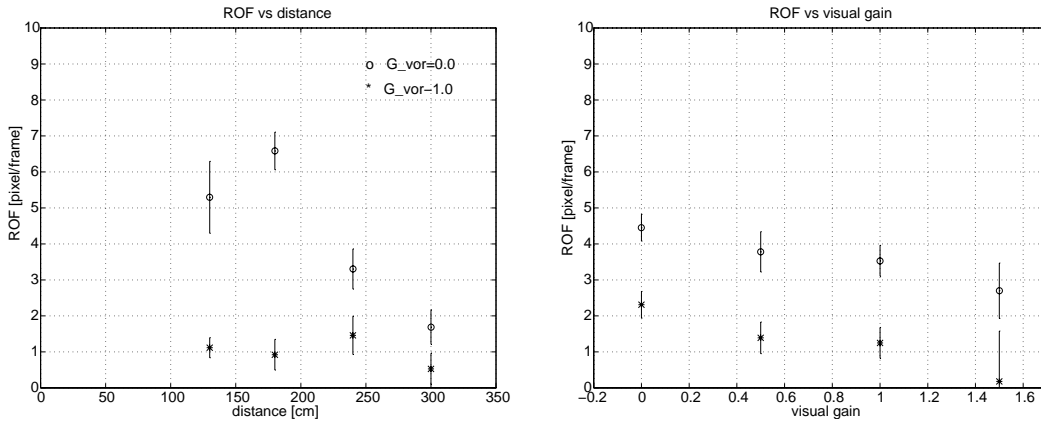 ROF vs distance
10
9
8
7
6
5
4
3
2
1
0
ROF [pixel/frame]
o G_vor=0.0
* G_vor−1.0
0 50 100 150 200 250 300 350
distance [cm]
ROF vs visual gain
10
9
8
7
6
5
4
3
2
1
0
ROF [pixel/frame]
−0.2 0 0.2 0.4 0.6 0.8 1.0 1.2 1.4 1.6
visual gain